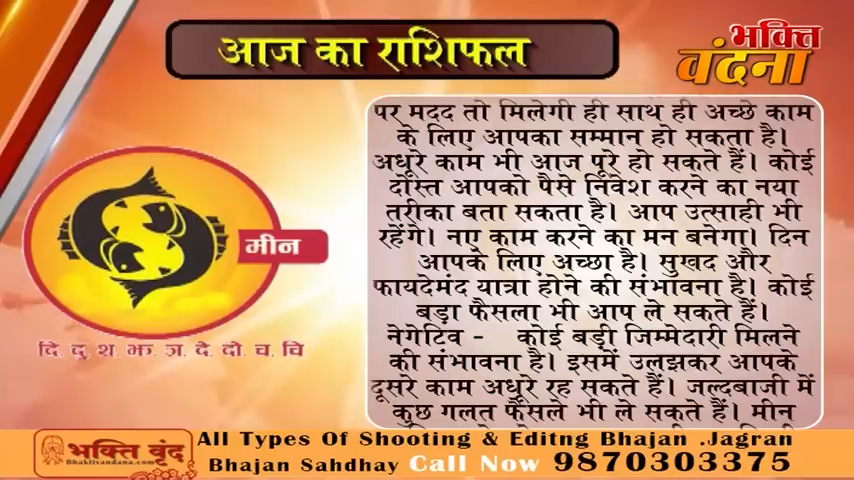 आज का राशिफल
भक्ति
वंदना
पर मदद तो मिलेगी ही साथ ही अच्छे काम
के लिए आपका सम्मान हो सकता है।
अधूरे काम भी आज पूरे हो सकते हैं। कोई
दोस्त आपको पैसे निवेश करने का नया
तरीका बता सकता है। आप उत्साही भी
रहेंगे। नए काम करने का मन बनेगा। दिन
आपके लिए अच्छा है। सुखद और
फायदेमंद यात्रा होने की संभावना है। कोई
बड़ा फैसला भी आप ले सकते हैं।
नेगेटिव - कोई बड़ी जिम्मेदारी मिलने
की संभावना है। इसमें उलझकर आपके
दूसरे काम अधूरे रह सकते हैं। जल्दबाजी में
कुछ गलत फैसले भी ले सकते हैं। मीन
मीन
दि. दु. श. झ. ञ. दे. दो. च. चि
भक्ति वृंद
Bhaktivandana.com
All Types Of Shooting & Editng Bhajan .Jagran
Bhajan Sahdhay Call Now 9870303375